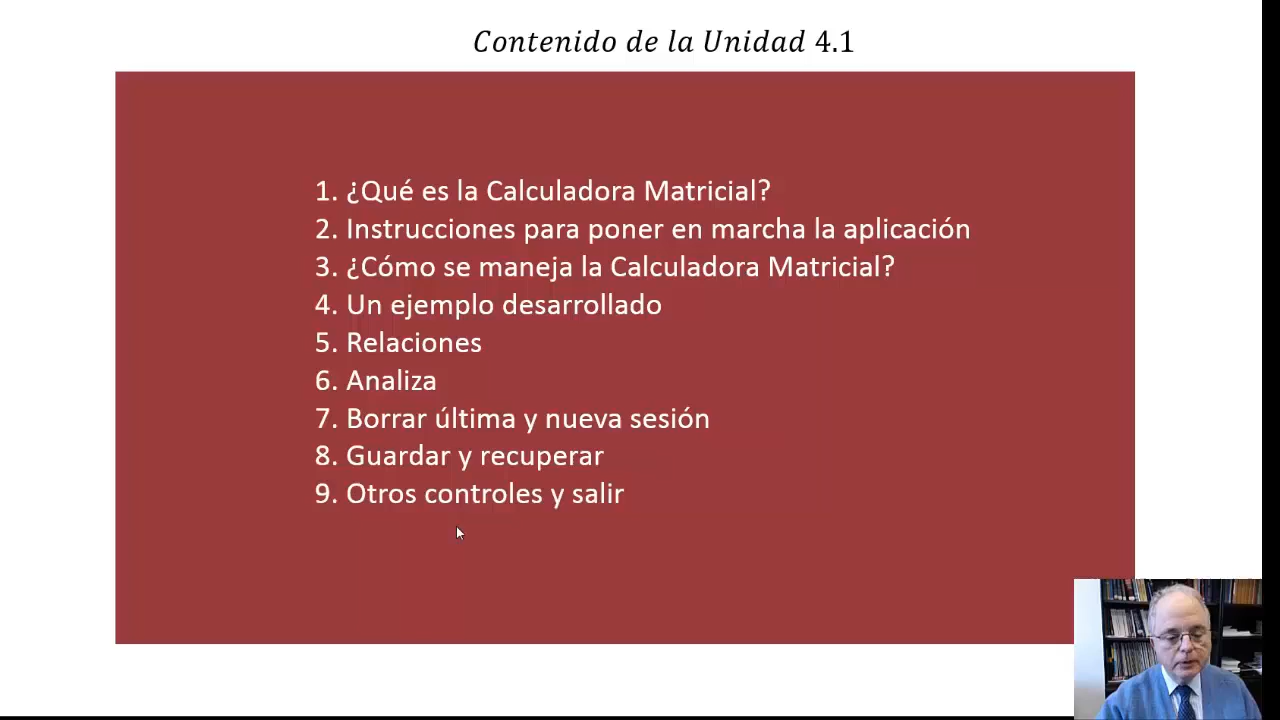 Contenido de la Unidad 4.1
1. ¿Qué es la Calculadora Matricial?
2. Instrucciones para poner en marcha la aplicación
3. ¿Cómo se maneja la Calculadora Matricial?
4. Un ejemplo desarrollado
5. Relaciones
6. Analiza
7. Borrar última y nueva sesión
8. Guardar y recuperar
9. Otros controles y salir